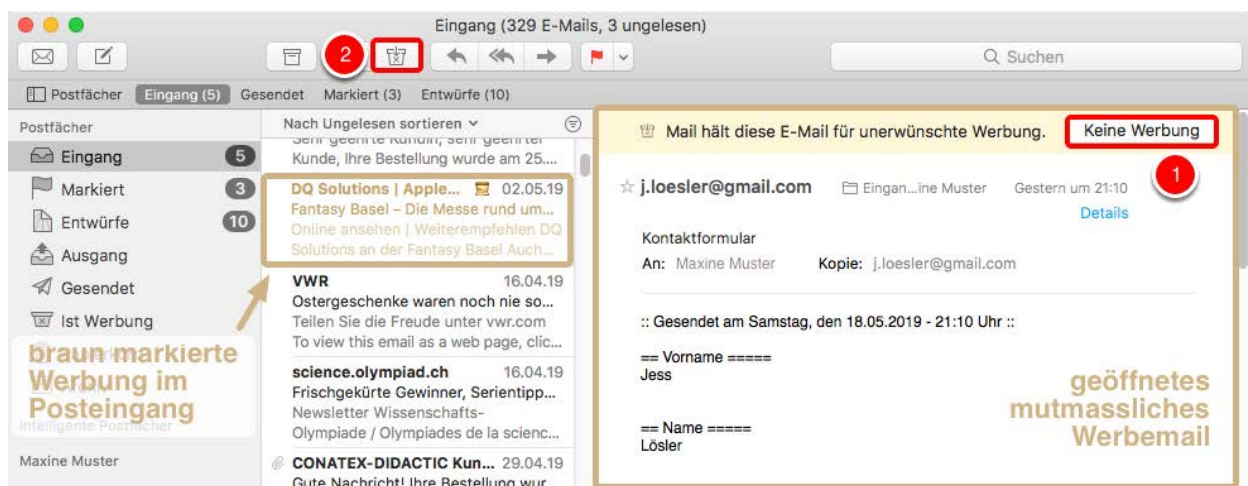 Eingang (329 E-Mails, 3 ungelesen)
2
Suchen
Postfächer Eingang (5) Gesendet Markiert (3) Entwürfe (10)
Postfächer
Eingang 5
Markiert 3
Entwürfe 10
Ausgang
Gesendet
Ist Werbung
braun markierte
Werbung im
Posteingang
Intelligente Postfächer
Maxine Muster
Nach Ungelesen sortieren
Sehr geehrte Kundin, sehr geehrter
Kunde, Ihre Bestellung wurde am 25....
DQ Solutions | Apple... 02.05.19
Fantasy Basel – Die Messe rund um...
Online ansehen | Weiterempfehlen DQ
Solutions an der Fantasy Basel Auch...
VWR 16.04.19
Ostergeschenke waren noch nie so...
Teilen Sie die Freude unter vwr.com
To view this email as a web page, clic...
science.olympiad.ch 16.04.19
Frischgekürte Gewinner, Serientipp...
Newsletter Wissenschafts-
Olympiade / Olympiades de la scienc...
CONATEX-DIDACTIC Kun... 29.04.19
Gute Nachricht! Ihre Bestellung wur
Mail hält diese E-Mail für unerwünschte Werbung. Keine Werbung
1
j.loesler@gmail.com Eingan...ine Muster Gestern um 21:10
Details
Kontaktformular
An: Maxine Muster Kopie: j.loesler@gmail.com
:: Gesendet am Samstag, den 18.05.2019 - 21:10 Uhr ::
== Vorname =====
Jess
== Name =====
Lösler
geöffnetes
mutmassliches
Werbemail